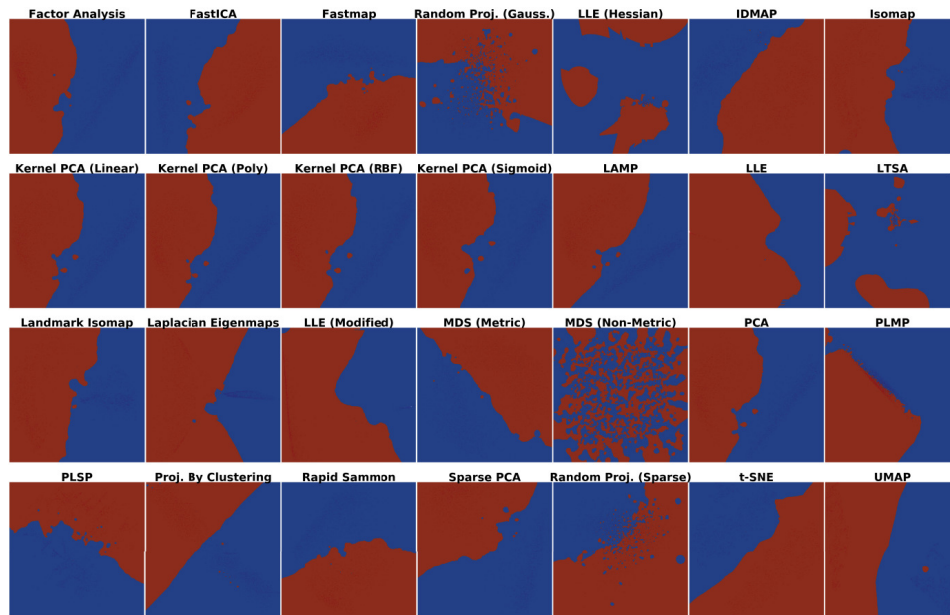 Factor Analysis FastICA Fastmap Random Proj. (Gauss.) LLE (Hessian) IDMAP Isomap
Kernel PCA (Linear) Kernel PCA (Poly) Kernel PCA (RBF) Kernel PCA (Sigmoid) LAMP LLE LTSA
Landmark Isomap Laplacian Eigenmaps LLE (Modified) MDS (Metric) MDS (Non-Metric) PCA PLMP
PLSP Proj. By Clustering Rapid Sammon Sparse PCA Random Proj. (Sparse) t-SNE UMAP